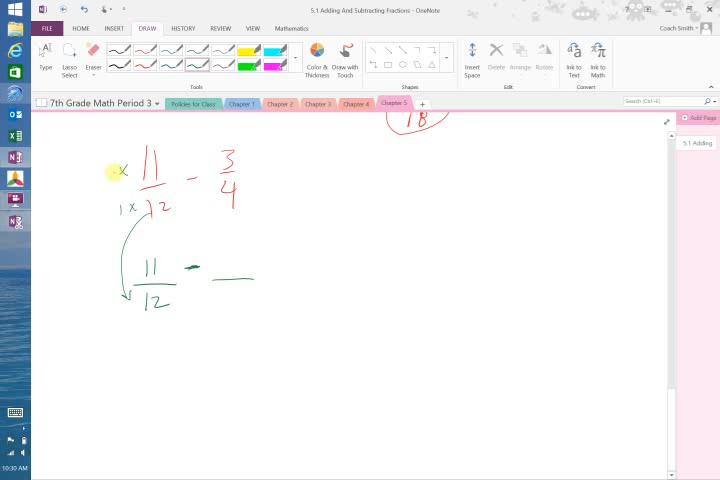 5.1 Adding And Subtracting Fractions - OneNote
FILE HOME INSERT DRAW HISTORY REVIEW VIEW Mathematics Coach Smith
Type Lasso Select Eraser Color & Thickness Draw with Touch Insert Space Delete Arrange Rotate Ink to Text Ink to Math
Tools Shapes Edit Convert
7th Grade Math Period 3 Policies for Class Chapter 1 Chapter 2 Chapter 3 Chapter 4 Chapter 5 Search (Ctrl+E)
Add Page
5.1 Adding
18
x 11 - 3
1 x 12 4
11 -
12
10:30 AM